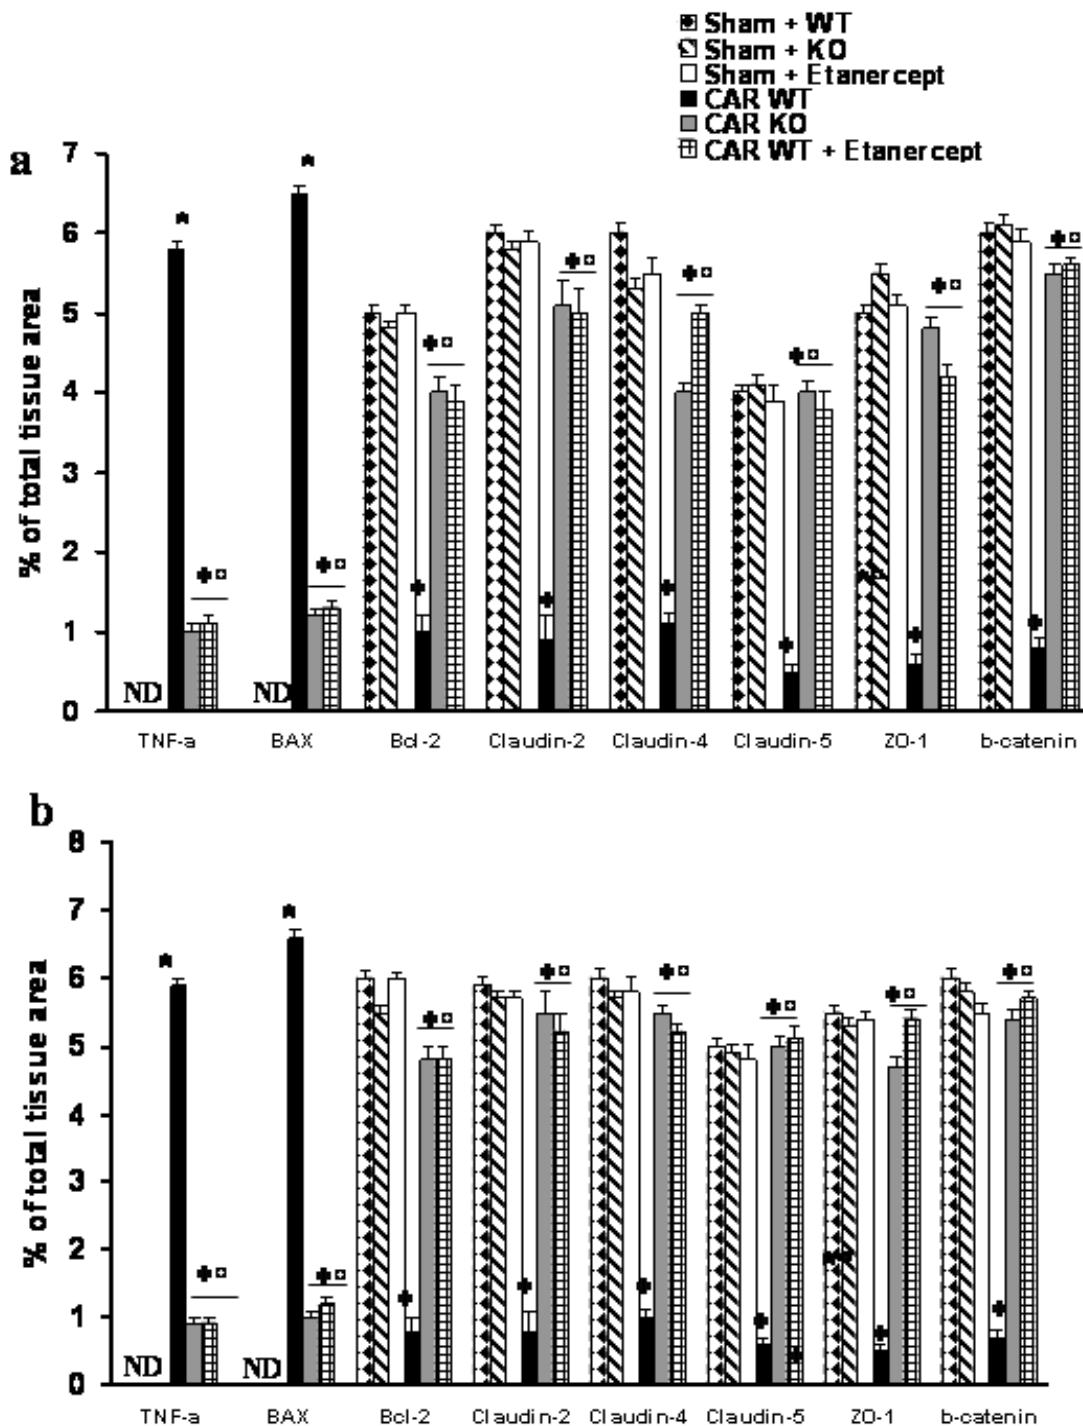 Sham + WT
Sham + KO
Sham + Etanercept
CAR WT
CAR KO
CAR WT + Etanercept
a
7
6
5
4
3
2
1
0
% of total tissue area
* *
+¤ +¤ +¤ +¤ +¤ +¤ +¤ +¤
ND ND
TNF-a BAX Bcl-2 Claudin-2 Claudin-4 Claudin-5 ZO-1 b-catenin
b
8
7
6
5
4
3
2
1
0
% of total tissue area
* *
+¤ +¤ +¤ +¤ +¤ +¤ +¤ +¤
ND ND
TNF-a BAX Bcl-2 Claudin-2 Claudin-4 Claudin-5 ZO-1 b-catenin